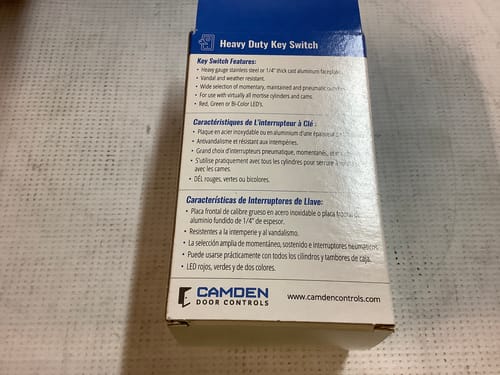 Heavy Duty Key Switch
Key Switch Features:
• Heavy gauge stainless steel or 1/4" thick cast aluminum faceplate.
• Vandal and weather resistant.
• Wide selection of momentary, maintained and pneumatic
• For use with virtually all mortise cylinders and cams.
• Red, Green or Bi-Color LED's.
Caractéristiques de L'interrupteur à Clé :
• Plaque en acier inoxydable ou en aluminium d'une épaisseur
• Antivandalisme et résistant aux intempéries.
• Grand choix d'interrupteurs pneumatique, momentanés, et
• S'utilise pratiquement avec tous les cylindres pour serrure à
avec les cames.
• DÉL rouges, vertes ou bicolores.
Características de Interruptores de Llave:
• Placa frontal de calibre grueso en acero inoxidable o placa frontal de
aluminio fundido de 1/4" de espesor.
• Resistentes a la intemperie y al vandalismo.
• La selección amplia de momentáneo, sostenido e interruptores neumáticos.
• Puede usarse prácticamente con todos los cilindros y tambores de caja.
• LED rojos, verdes y de dos colores.
CAMDEN
DOOR CONTROLS
www.camdencontrols.com